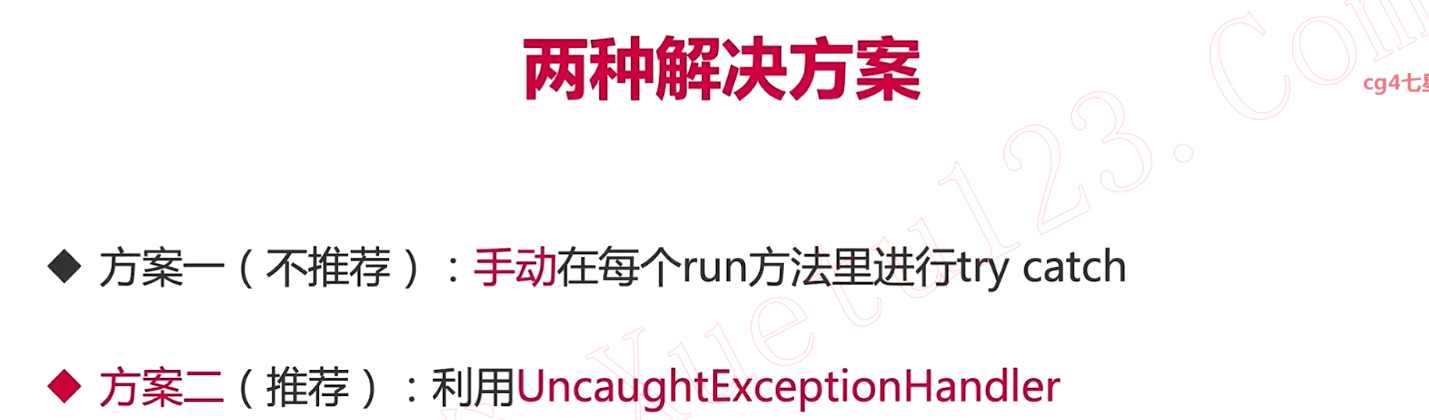 两种解决方案
cg4七
方案一（不推荐）：手动在每个run方法里进行try catch
方案二（推荐）：利用UncaughtExceptionHandler
Xuetu123.Com